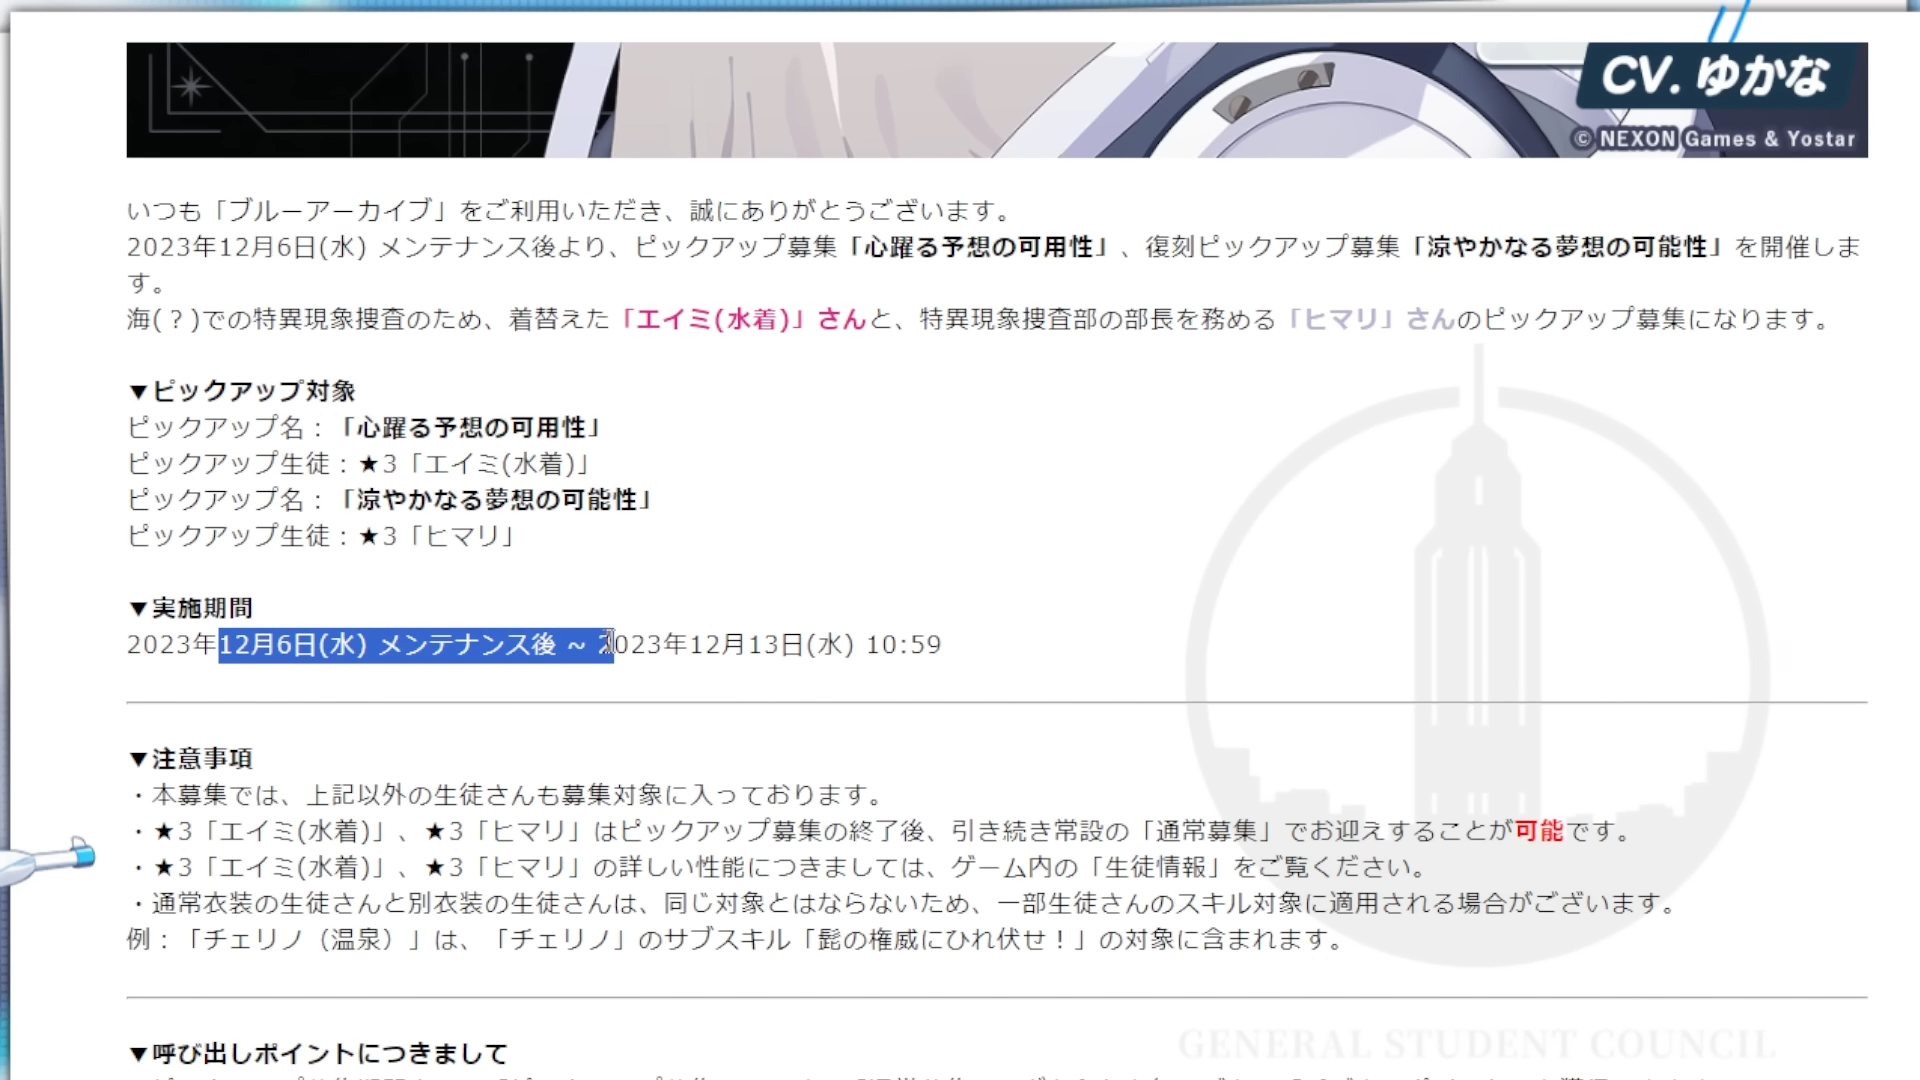 CV. ゆかな
© NEXON Games & Yostar
いつも「ブルーアーカイブ」をご利用いただき、誠にありがとうございます。
2023年12月6日(水) メンテナンス後より、ピックアップ募集「心躍る予想の可用性」、復刻ピックアップ募集「涼やかなる夢想の可能性」を開催しま
す。
海(？)での特異現象捜査のため、着替えた「エイミ(水着)」さんと、特異現象捜査部の部長を務める「ヒマリ」さんのピックアップ募集になります。
▼ピックアップ対象
ピックアップ名：「心躍る予想の可用性」
ピックアップ生徒：★3「エイミ(水着)」
ピックアップ名：「涼やかなる夢想の可能性」
ピックアップ生徒：★3「ヒマリ」
▼実施期間
2023年12月6日(水) メンテナンス後 ~ 2023年12月13日(水) 10:59
▼注意事項
・本募集では、上記以外の生徒さんも募集対象に入っております。
・★3「エイミ(水着)」、★3「ヒマリ」はピックアップ募集の終了後、引き続き常設の「通常募集」でお迎えすることが可能です。
・★3「エイミ(水着)」、★3「ヒマリ」の詳しい性能につきましては、ゲーム内の「生徒情報」をご覧ください。
・通常衣装の生徒さんと別衣装の生徒さんは、同じ対象とはならないため、一部生徒さんのスキル対象に適用される場合がございます。
例：「チェリノ（温泉）」は、「チェリノ」のサブスキル「髭の権威にひれ伏せ！」の対象に含まれます。
GENERAL STUDENT COUNCIL
▼呼び出しポイントにつきまして